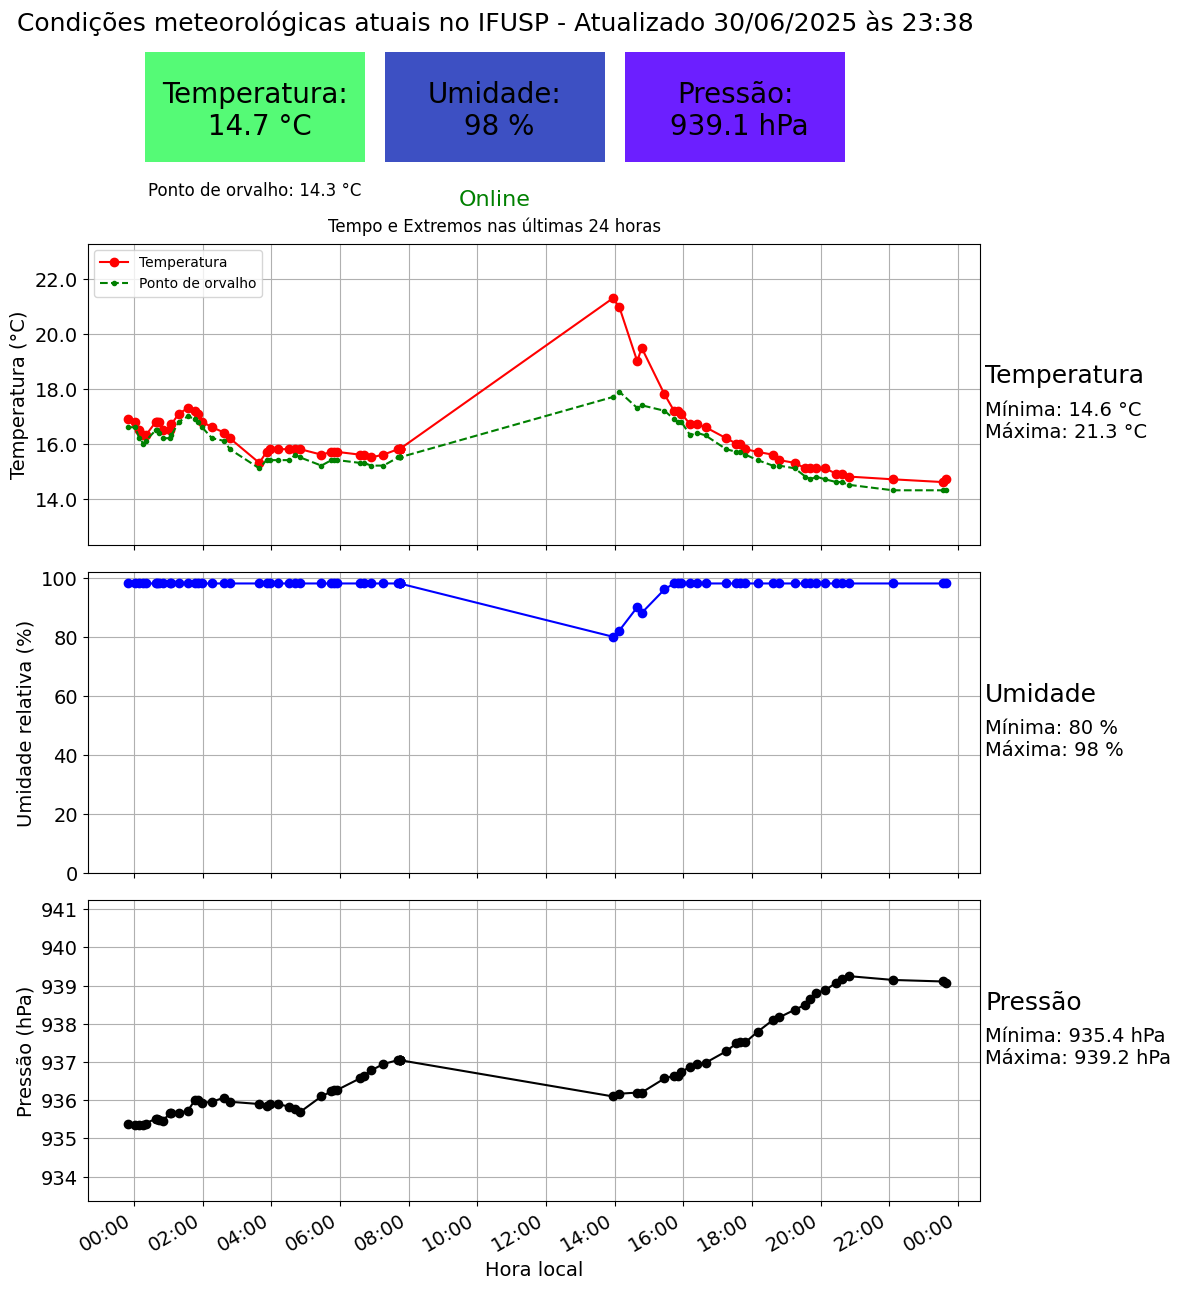 Condições meteorológicas atuais no IFUSP - Atualizado 30/06/2025 às 23:38
Temperatura:
14.7 °C
Umidade:
98 %
Pressão:
939.1 hPa
Ponto de orvalho: 14.3 °C
Online
Tempo e Extremos nas últimas 24 horas
Temperatura
Ponto de orvalho
Temperatura (°C)
22.0
20.0
18.0
16.0
14.0
Temperatura
Mínima: 14.6 °C
Máxima: 21.3 °C
Umidade relativa (%)
100
80
60
40
20
0
Umidade
Mínima: 80 %
Máxima: 98 %
Pressão (hPa)
941
940
939
938
937
936
935
934
Pressão
Mínima: 935.4 hPa
Máxima: 939.2 hPa
00:00 02:00 04:00 06:00 08:00 10:00 12:00 14:00 16:00 18:00 20:00 22:00 00:00
Hora local